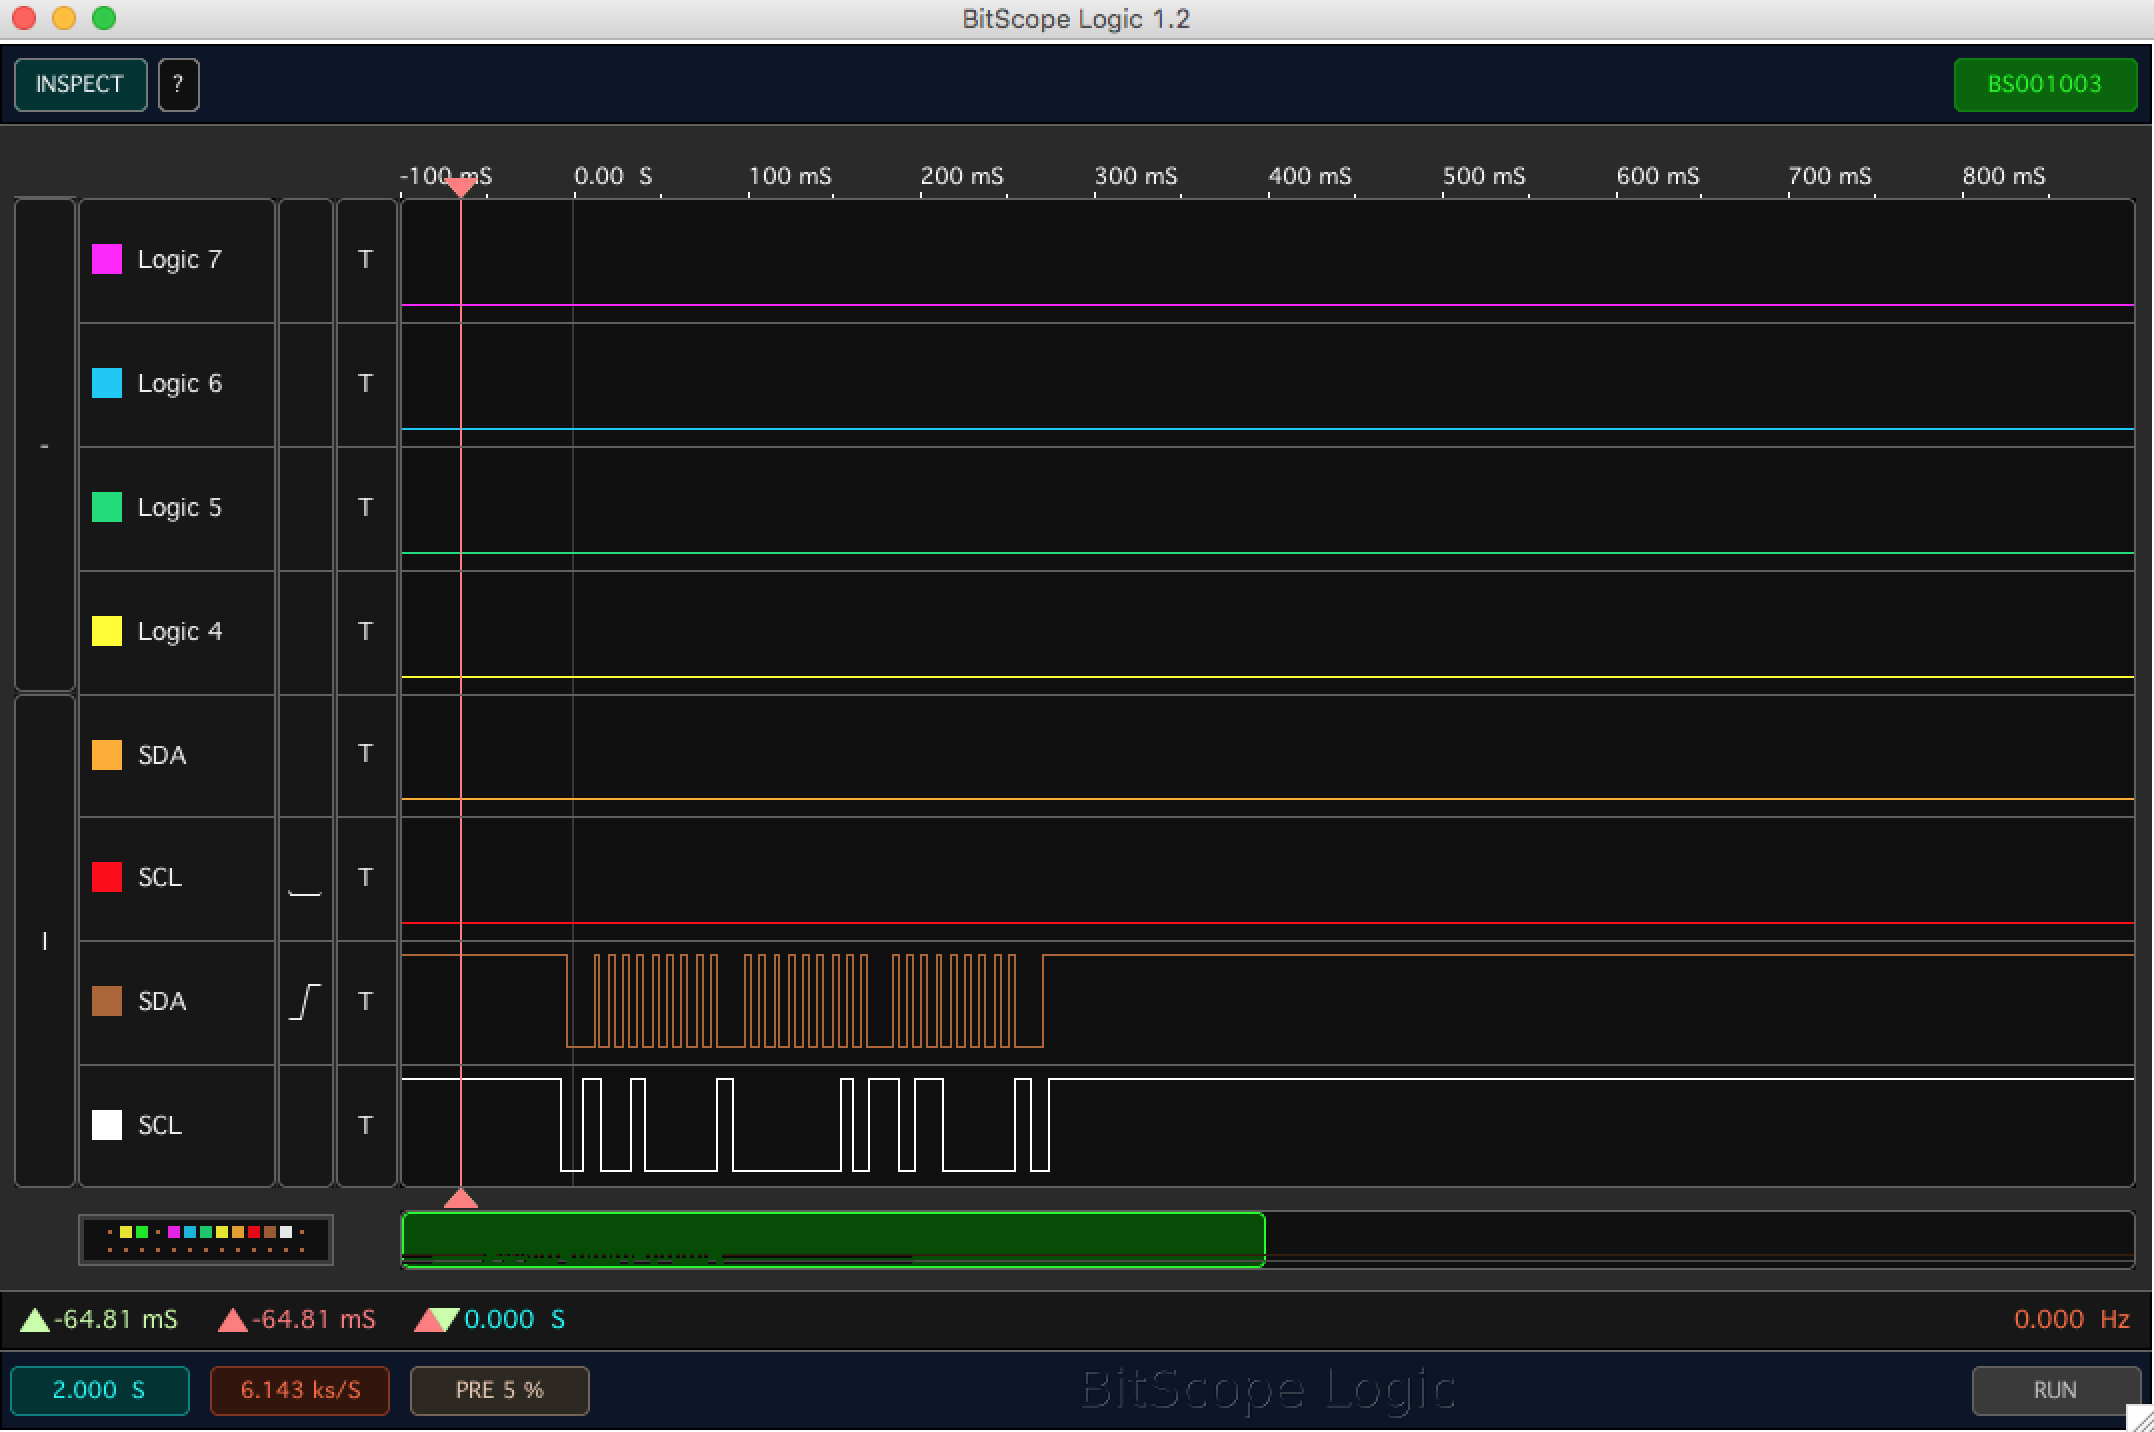 BitScope Logic 1.2
INSPECT ? BS001003
-100 mS 0.00 S 100 mS 200 mS 300 mS 400 mS 500 mS 600 mS 700 mS 800 mS
Logic 7 T
Logic 6 T
-
Logic 5 T
Logic 4 T
SDA T
SCL T
I
SDA T
SCL T
-64.81 mS -64.81 mS 0.000 S 0.000 Hz
2.000 S 6.143 ks/S PRE 5 % BitScope Logic RUN